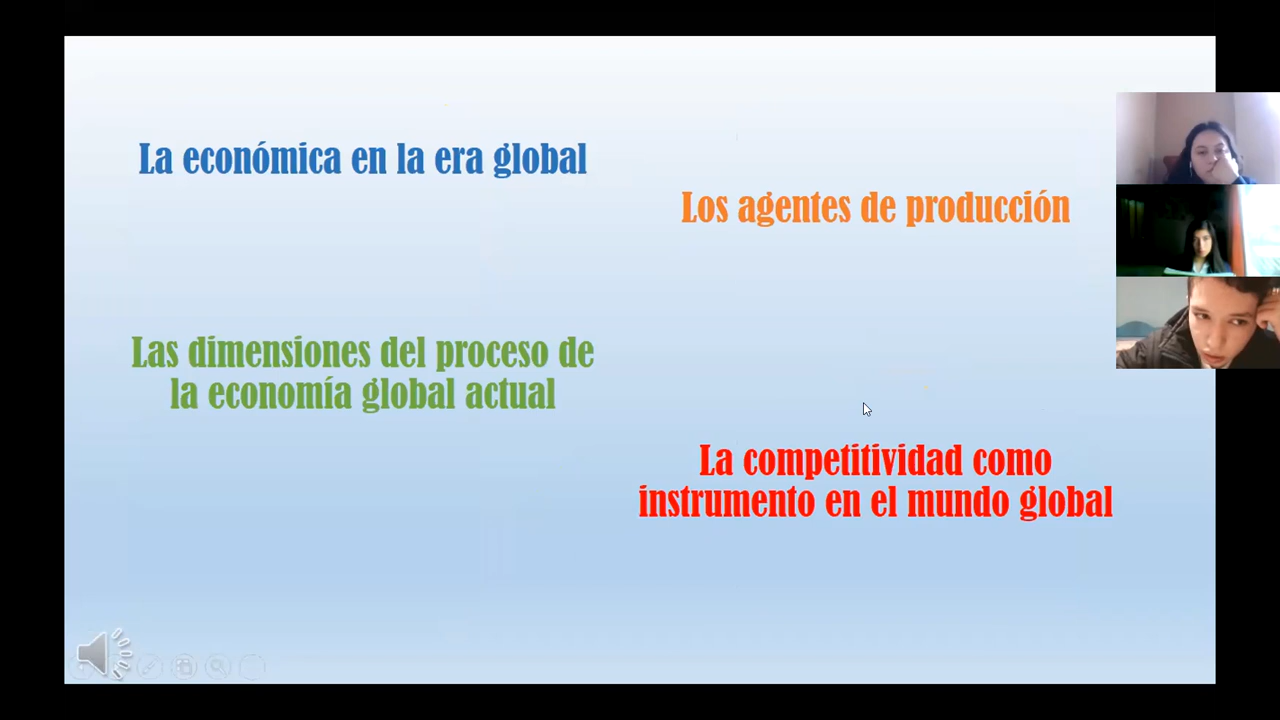 La económica en la era global
Los agentes de producción
Las dimensiones del proceso de
la economía global actual
La competitividad como
instrumento en el mundo global